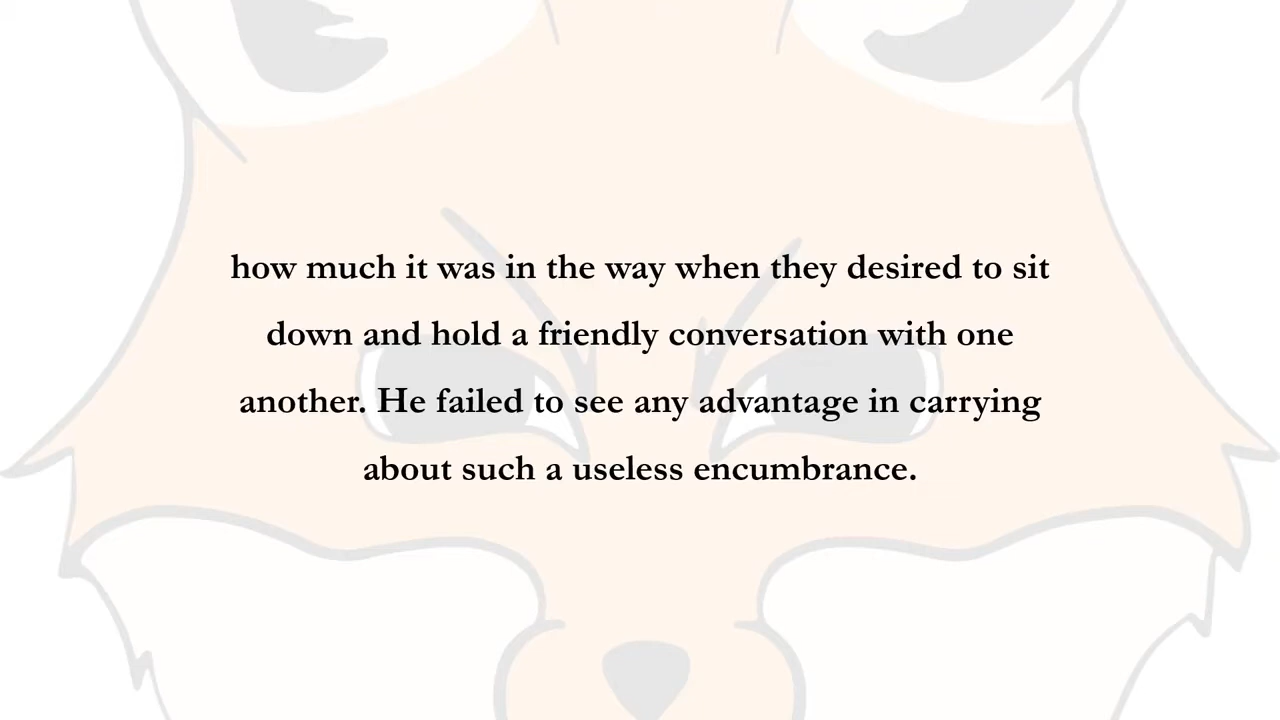 how much it was in the way when they desired to sit
down and hold a friendly conversation with one
another. He failed to see any advantage in carrying
about such a useless encumbrance.